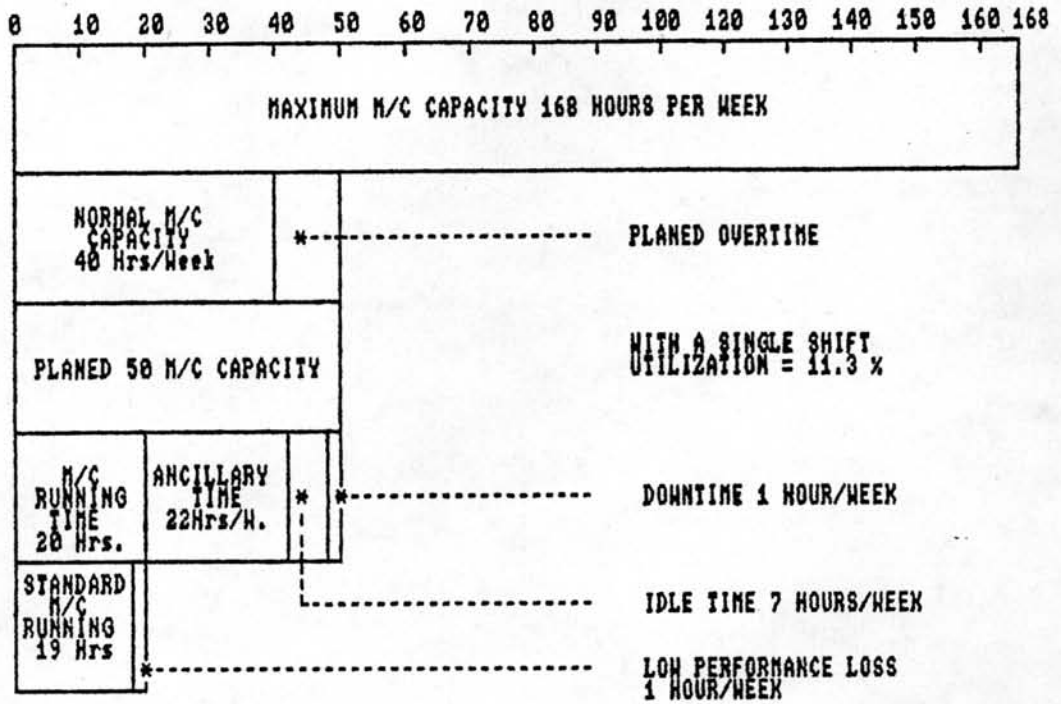 0 10 20 30 40 50 60 70 80 90 100 110 120 130 140 150 160 168
MAXIMUM M/C CAPACITY 168 HOURS PER WEEK
NORMAL M/C
CAPACITY
40 Hrs/Week
*
PLANED OVERTIME
PLANED 50 M/C CAPACITY
WITH A SINGLE SHIFT
UTILIZATION = 11.3 %
M/C
RUNNING
TIME
20 Hrs.
ANCILLARY
TIME
22Hrs/W.
* *
DOWNTIME 1 HOUR/WEEK
IDLE TIME 7 HOURS/WEEK
STANDARD
M/C
RUNNING
19 Hrs
*
LOW PERFORMANCE LOSS
1 HOUR/WEEK